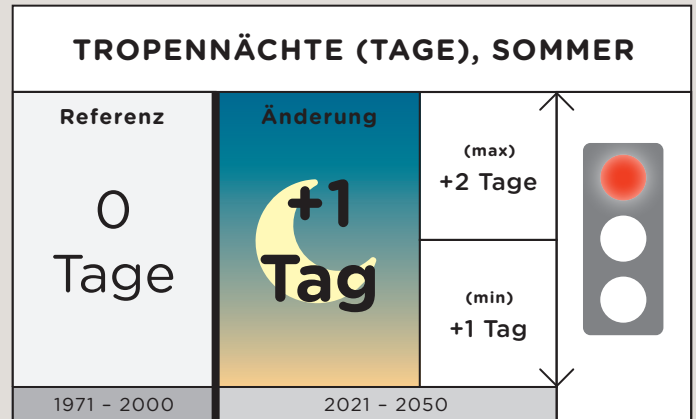 TROPENNÄCHTE (TAGE), SOMMER
Referenz
0
Tage
Änderung
+1
Tag
(max)
+2 Tage
(min)
+1 Tag
1971 – 2000
2021 – 2050